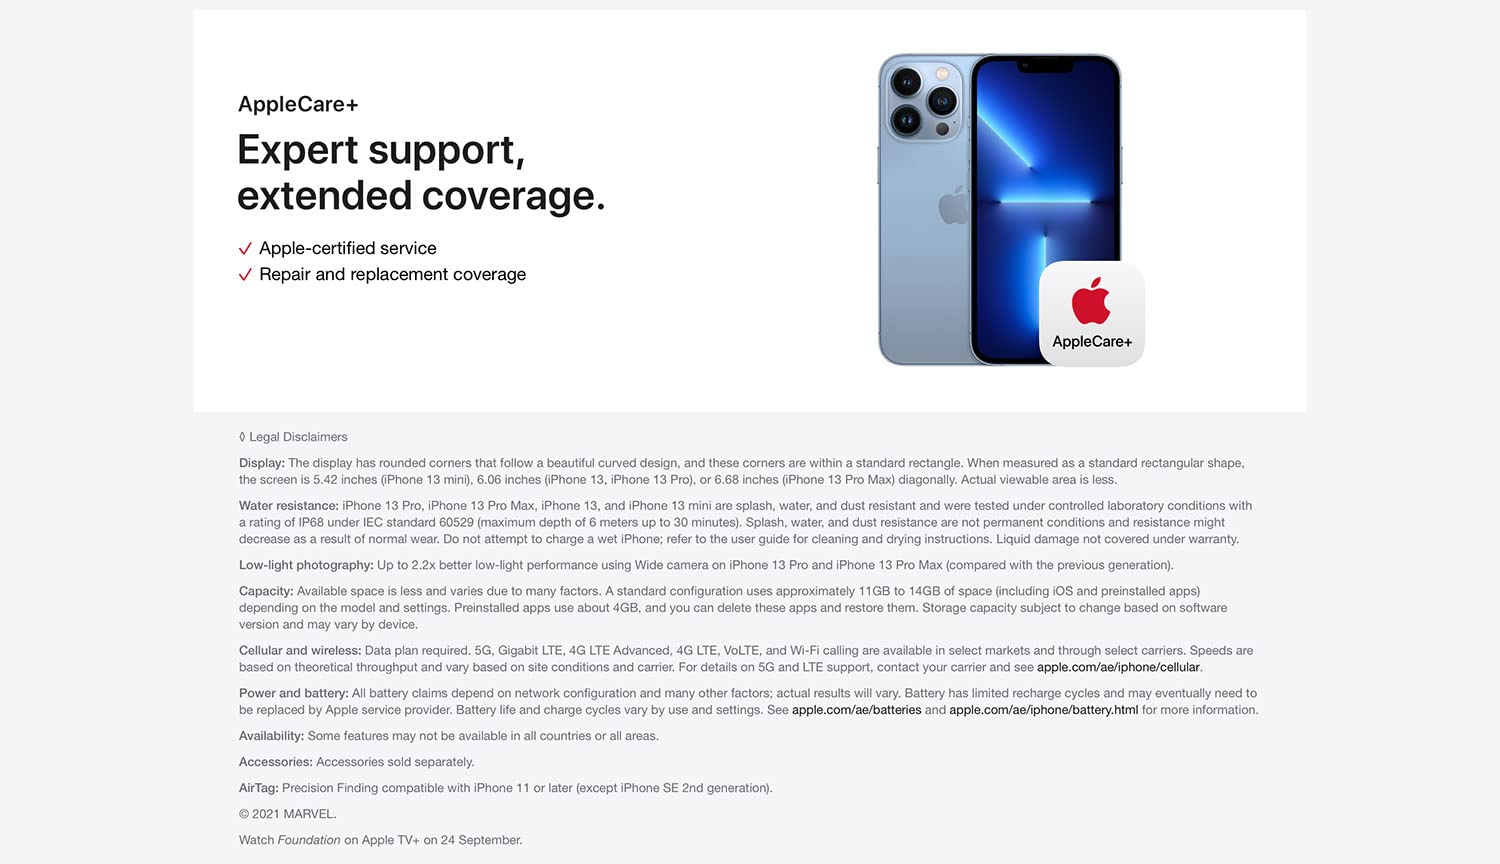 AppleCare+
Expert support,
extended coverage.
✓ Apple-certified service
✓ Repair and replacement coverage
AppleCare+
◊ Legal Disclaimers
Display: The display has rounded corners that follow a beautiful curved design, and these corners are within a standard rectangle. When measured as a standard rectangular shape,
the screen is 5.42 inches (iPhone 13 mini), 6.06 inches (iPhone 13, iPhone 13 Pro), or 6.68 inches (iPhone 13 Pro Max) diagonally. Actual viewable area is less.
Water resistance: iPhone 13 Pro, iPhone 13 Pro Max, iPhone 13, and iPhone 13 mini are splash, water, and dust resistant and were tested under controlled laboratory conditions with
a rating of IP68 under IEC standard 60529 (maximum depth of 6 meters up to 30 minutes). Splash, water, and dust resistance are not permanent conditions and resistance might
decrease as a result of normal wear. Do not attempt to charge a wet iPhone; refer to the user guide for cleaning and drying instructions. Liquid damage not covered under warranty.
Low-light photography: Up to 2.2x better low-light performance using Wide camera on iPhone 13 Pro and iPhone 13 Pro Max (compared with the previous generation).
Capacity: Available space is less and varies due to many factors. A standard configuration uses approximately 11GB to 14GB of space (including iOS and preinstalled apps)
depending on the model and settings. Preinstalled apps use about 4GB, and you can delete these apps and restore them. Storage capacity subject to change based on software
version and may vary by device.
Cellular and wireless: Data plan required. 5G, Gigabit LTE, 4G LTE Advanced, 4G LTE, VoLTE, and Wi-Fi calling are available in select markets and through select carriers. Speeds are
based on theoretical throughput and vary based on site conditions and carrier. For details on 5G and LTE support, contact your carrier and see apple.com/ae/iphone/cellular.
Power and battery: All battery claims depend on network configuration and many other factors; actual results will vary. Battery has limited recharge cycles and may eventually need to
be replaced by Apple service provider. Battery life and charge cycles vary by use and settings. See apple.com/ae/batteries and apple.com/ae/iphone/battery.html for more information.
Availability: Some features may not be available in all countries or all areas.
Accessories: Accessories sold separately.
AirTag: Precision Finding compatible with iPhone 11 or later (except iPhone SE 2nd generation).
© 2021 MARVEL.
Watch Foundation on Apple TV+ on 24 September.